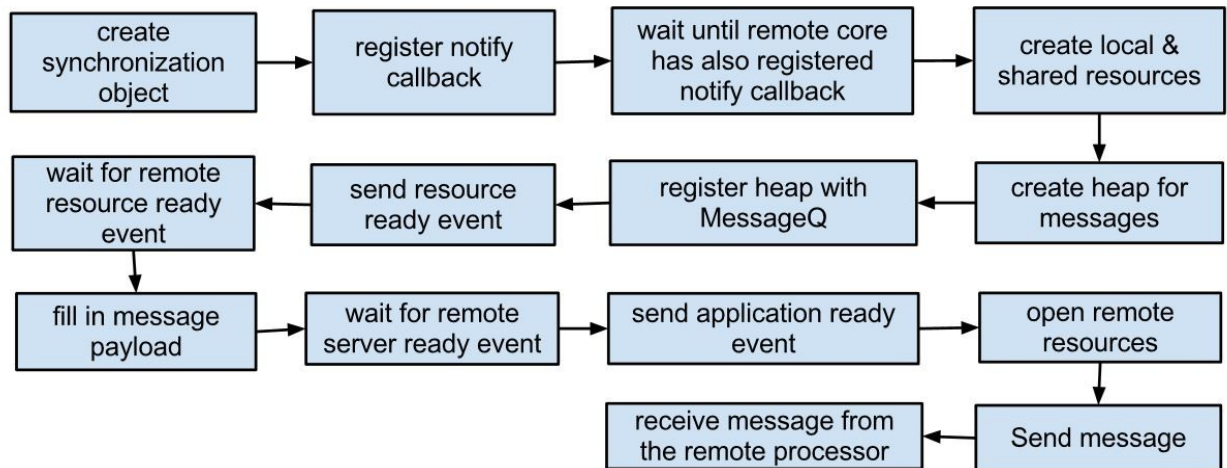 create
synchronization
object
register notify
callback
wait until remote core
has also registered
notify callback
create local &
shared resources
create heap for
messages
register heap with
MessageQ
send resource
ready event
wait for remote
resource ready
event
fill in message
payload
wait for remote
server ready event
send application ready
event
open remote
resources
Send message
receive message from
the remote processor